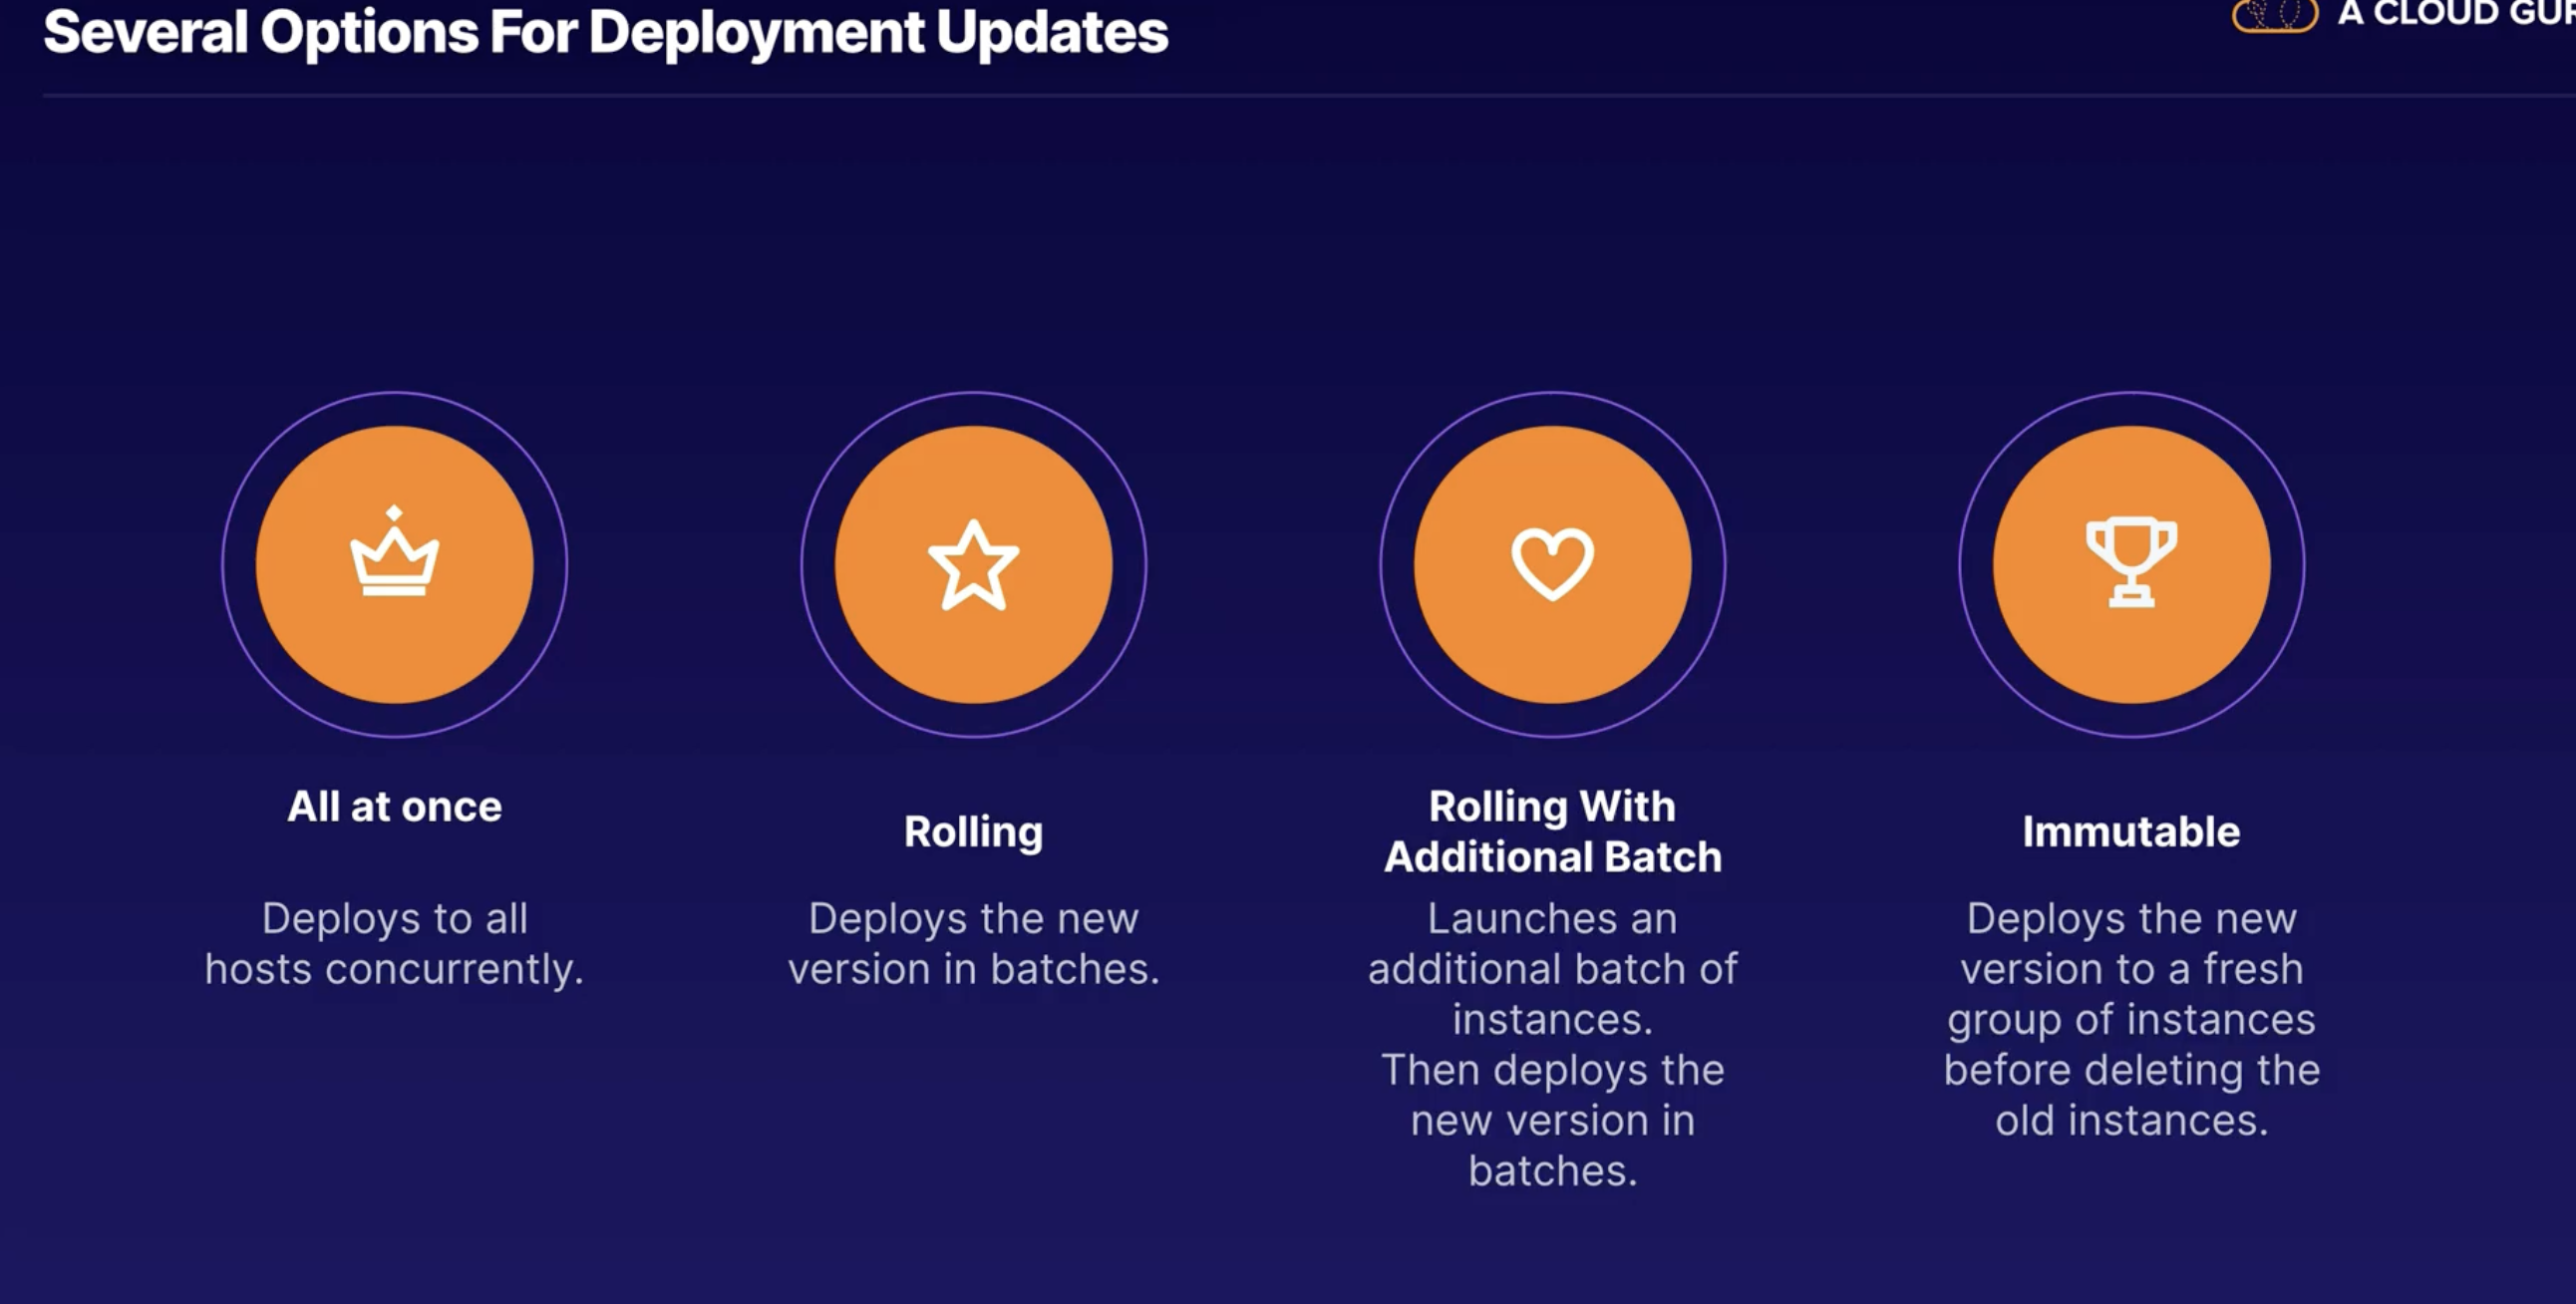 Several Options For Deployment Updates
A CLOUD
All at once
Deploys to all
hosts concurrently.
Rolling
Deploys the new
version in batches.
Rolling With
Additional Batch
Launches an
additional batch of
instances.
Then deploys the
new version in
batches.
Immutable
Deploys the new
version to a fresh
group of instances
before deleting the
old instances.